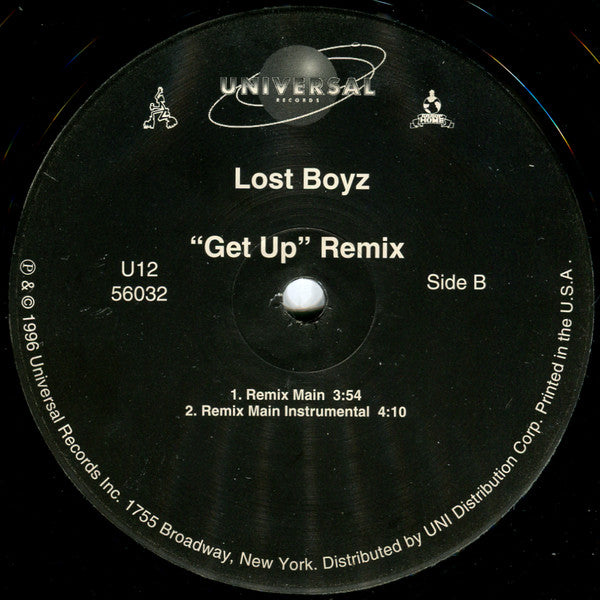 UNIVERSAL
RECORDS
Lost Boyz
“Get Up” Remix
U12
56032
Side B
1. Remix Main 3:54
2. Remix Main Instrumental 4:10
℗ & © 1996 Universal Records Inc. 1755 Broadway, New York. Distributed by UNI Distribution Corp. Printed in the U.S.A.